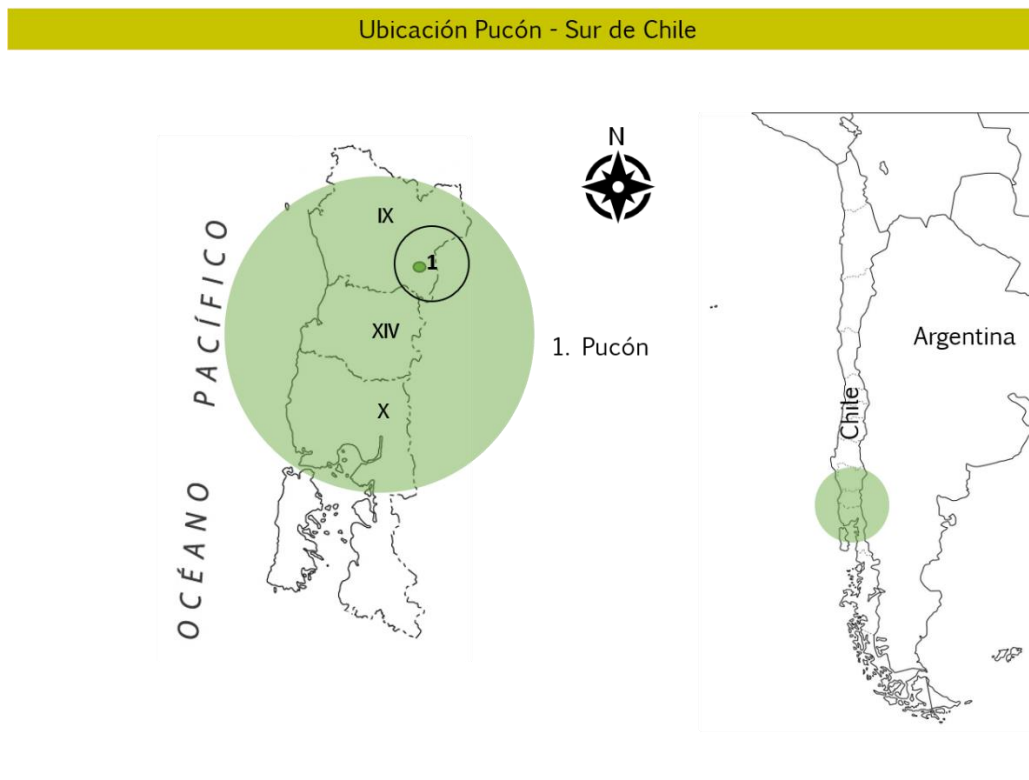 Ubicación Pucón - Sur de Chile
N
IX
1
XIV
X
OCÉANO PACÍFICO
1. Pucón
Argentina
Chile